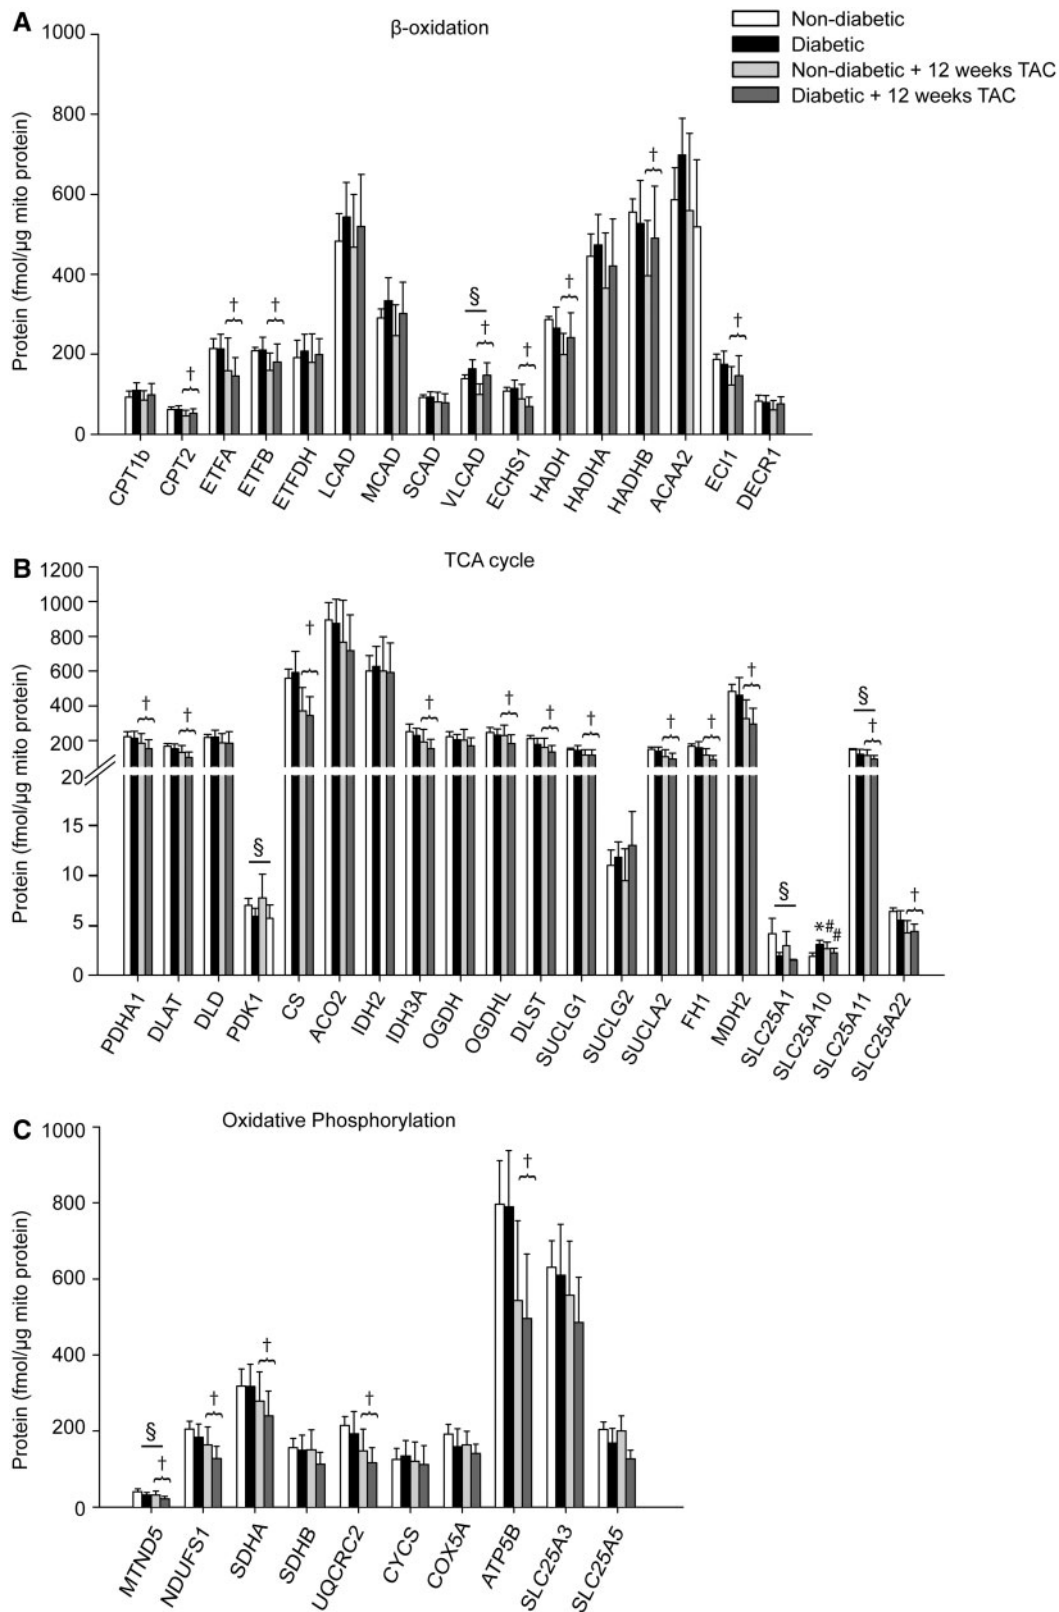 A
β-oxidation
Non-diabetic
Diabetic
Non-diabetic + 12 weeks TAC
Diabetic + 12 weeks TAC
Protein (fmol/µg mito protein)
1000
800
600
400
200
0
† † † † § † † † † †
CPT1b CPT2 ETFA ETFB ETFDH LCAD MCAD SCAD VLCAD ECHS1 HADH HADHA HADHB ACAA2 ECI1 DECR1
B
TCA cycle
Protein (fmol/µg mito protein)
1200
1000
800
600
400
200
20
15
10
5
0
† † § † † † † † † † † § *## § † †
PDHA1 DLAT DLD PDK1 CS ACO2 IDH2 IDH3A OGDH OGDHL DLST SUCLG1 SUCLG2 SUCLA2 FH1 MDH2 SLC25A1 SLC25A10 SLC25A11 SLC25A22
C
Oxidative Phosphorylation
Protein (fmol/µg mito protein)
1000
800
600
400
200
0
§ † † † † †
MTND5 NDUFS1 SDHA SDHB UQCRC2 CYCS COX5A ATP5B SLC25A3 SLC25A5